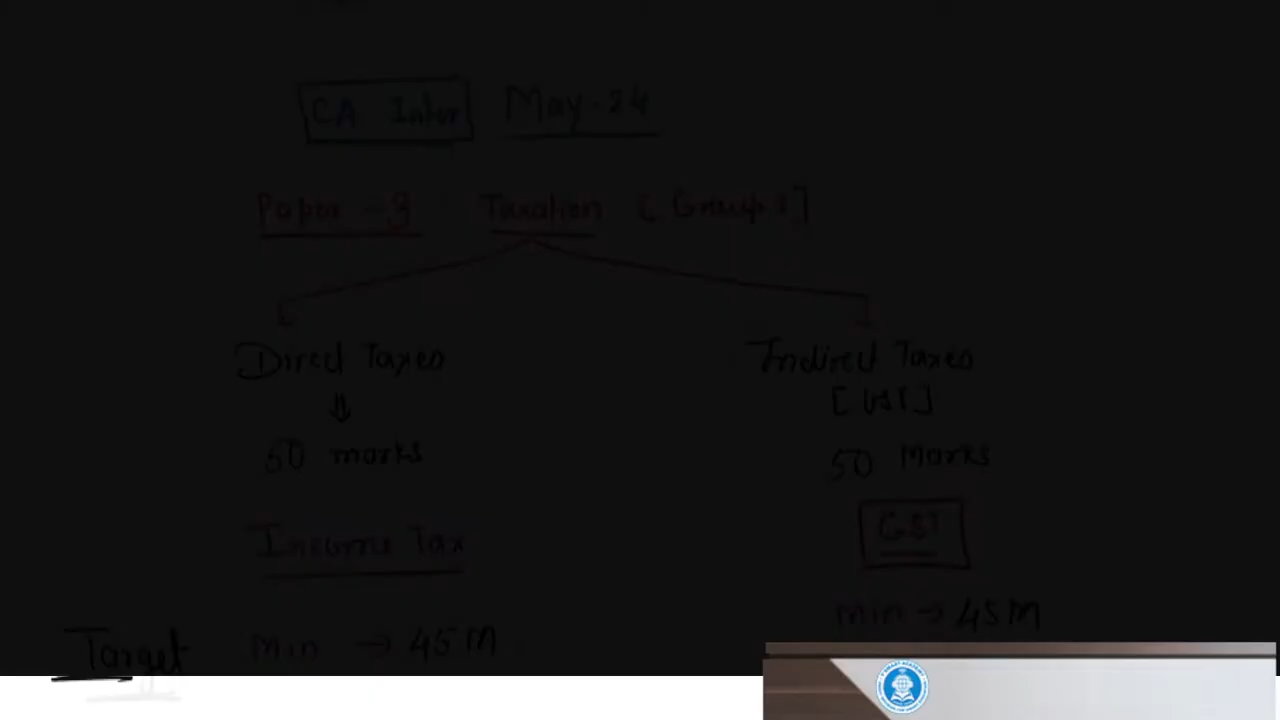 CA Inter May-24
Paper - 3 Taxation [Group I]
Direct Taxes Indirect Taxes
⇓ [GST]
50 marks 50 Marks
Income Tax GST
Target Min → 45 M Min → 45 M